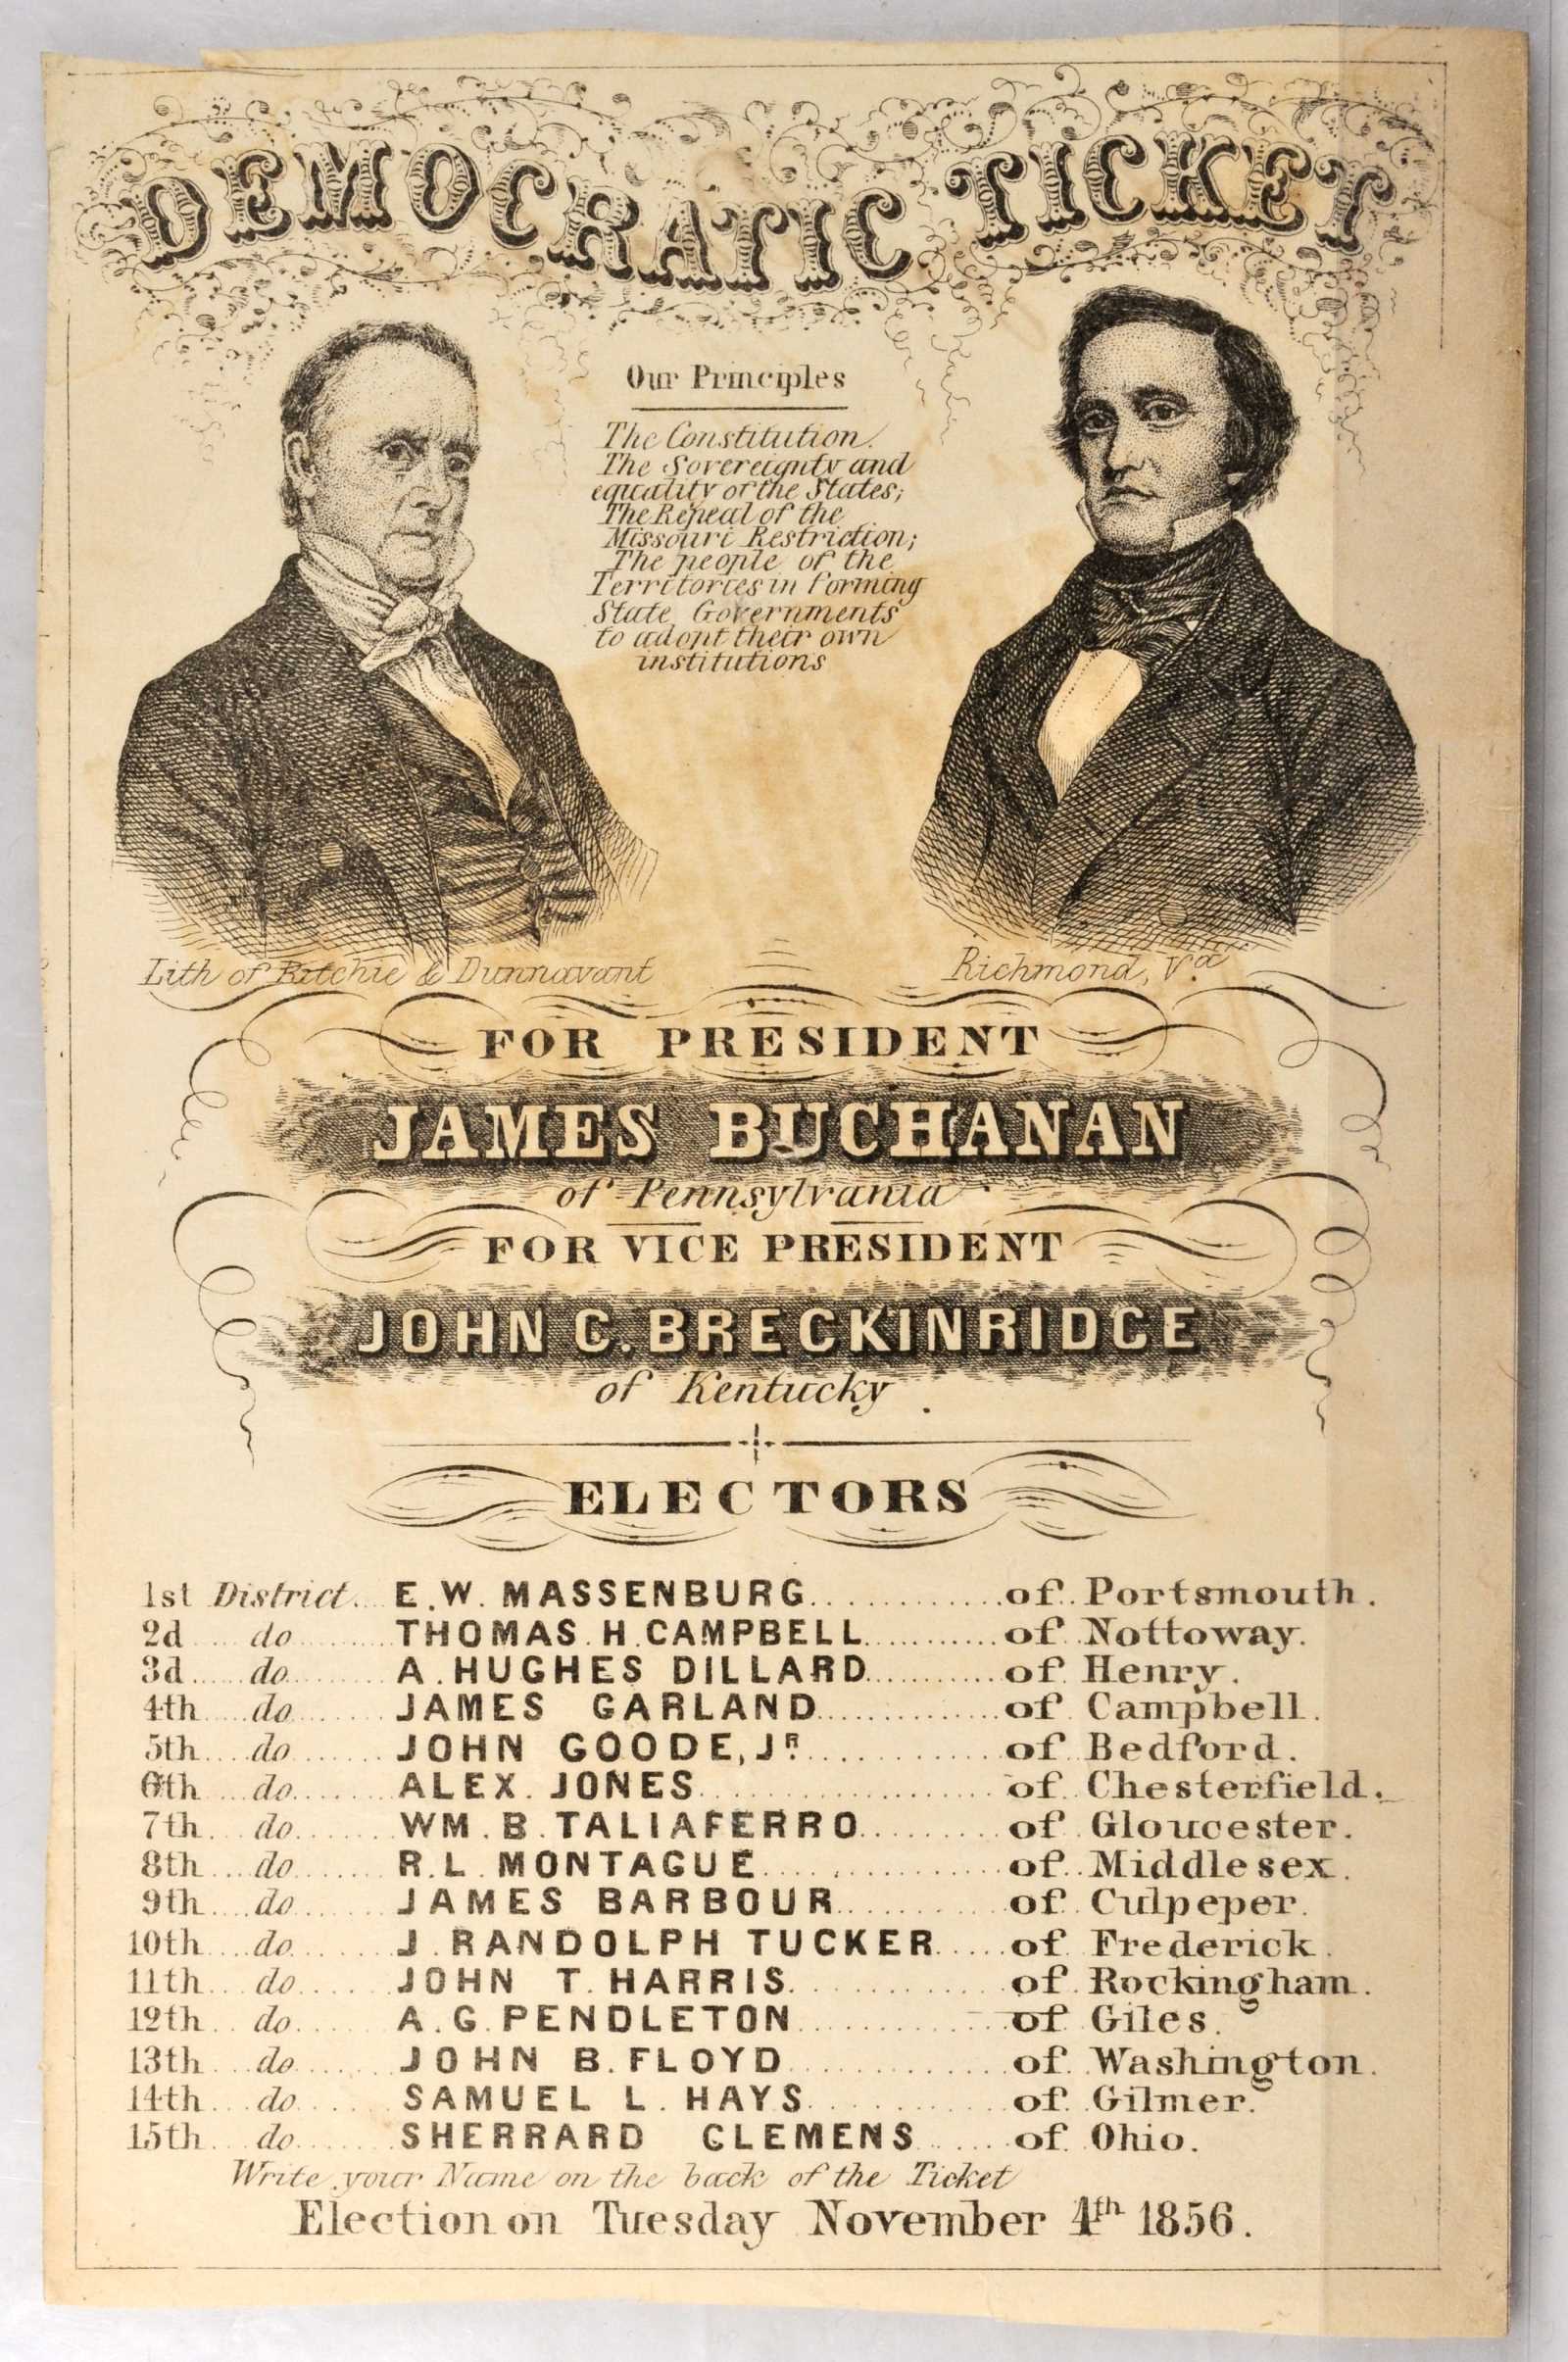 DEMOCRATIC TICKET
Our Principles
The Constitution.
The Sovereignty and
equality of the States;
The Repeal of the
Missouri Restriction;
The people of the
Territories in forming
State Governments
to adopt their own
institutions
Lith of Ritchie & Dunnavant
Richmond, Va.
FOR PRESIDENT
JAMES BUCHANAN
of Pennsylvania
FOR VICE PRESIDENT
JOHN C. BRECKINRIDGE
of Kentucky.
ELECTORS
1st District.... E. W. MASSENBURG............of Portsmouth.
2d....do........THOMAS H. CAMPBELL..........of Nottoway.
3d....do........A. HUGHES DILLARD..........of Henry.
4th....do.......JAMES GARLAND............of Campbell.
5th....do.......JOHN GOODE, JR............of Bedford.
6th....do.......ALEX. JONES..................of Chesterfield.
7th....do.......WM. B. TALIAFERRO.........of Gloucester.
8th....do.......R. L. MONTAGUE.............of Middlesex.
9th....do.......JAMES BARBOUR...........of Culpeper.
10th....do......J. RANDOLPH TUCKER.....of Frederick.
11th....do......JOHN T. HARRIS.............of Rockingham.
12th....do......A. G. PENDLETON............of Giles.
13th....do......JOHN B. FLOYD.............of Washington.
14th....do......SAMUEL L. HAYS............of Gilmer.
15th....do......SHERRARD CLEMENS......of Ohio.
Write your Name on the back of the Ticket
Election on Tuesday November 4th 1856.